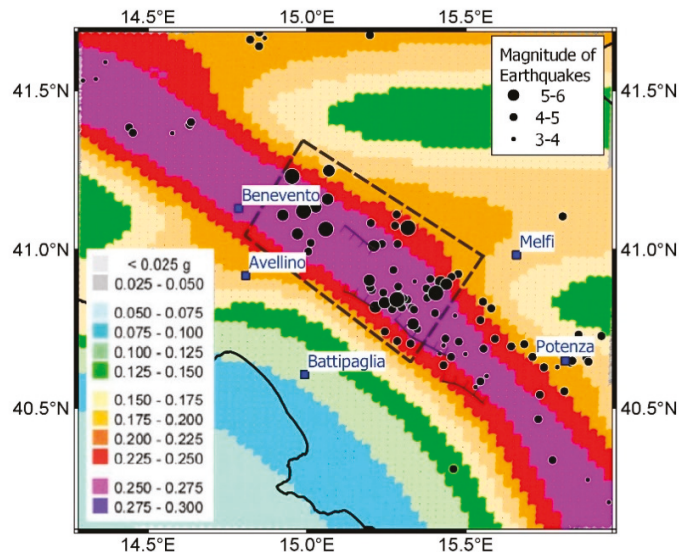 14.5°E 15.0°E 15.5°E
Magnitude of
Earthquakes
5-6
4-5
3-4
41.5°N 41.5°N
Benevento
41.0°N Melfi 41.0°N
Avellino
< 0.025 g
0.025 - 0.050
0.050 - 0.075
0.075 - 0.100
0.100 - 0.125
0.125 - 0.150
0.150 - 0.175
0.175 - 0.200
0.200 - 0.225
0.225 - 0.250
0.250 - 0.275
0.275 - 0.300
Potenza
Battipaglia
40.5°N 40.5°N
14.5°E 15.0°E 15.5°E